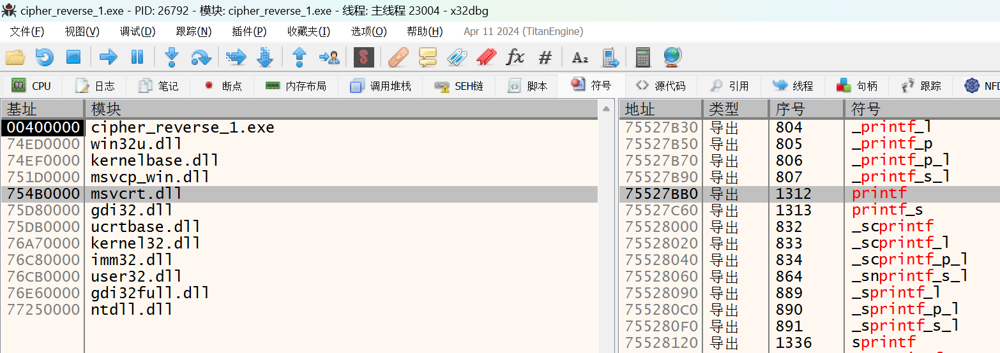 cipher_reverse_1.exe - PID: 26792 - 模块: cipher_reverse_1.exe - 线程: 主线程 23004 - x32dbg
文件(F) 视图(V) 调试(D) 跟踪(N) 插件(P) 收藏夹(I) 选项(O) 帮助(H) Apr 11 2024 (TitanEngine)
S fx # A₂
CPU 日志 笔记 断点 内存布局 调用堆栈 SEH链 脚本 符号 源代码 引用 线程 句柄 跟踪
基址 模块 地址 类型 序号 符号
00400000 cipher_reverse_1.exe 75527B30 导出 804 _printf_l
74ED0000 win32u.dll 75527B50 导出 805 _printf_p
74EF0000 kernelbase.dll 75527B70 导出 806 _printf_p_l
751D0000 msvcp_win.dll 75527B90 导出 807 _printf_s_l
754B0000 msvcrt.dll 75527BB0 导出 1312 printf
75D80000 gdi32.dll 75527C60 导出 1313 printf_s
75DB0000 ucrtbase.dll 75528000 导出 832 _scprintf
76A70000 kernel32.dll 75528020 导出 833 _scprintf_l
76C80000 imm32.dll 75528040 导出 834 _scprintf_p_l
76CB0000 user32.dll 75528060 导出 864 _snprintf_s_l
76E60000 gdi32full.dll 75528090 导出 889 _sprintf_l
77250000 ntdll.dll 755280C0 导出 890 _sprintf_p_l
755280F0 导出 891 _sprintf_s_l
75528120 导出 1336 sprintf